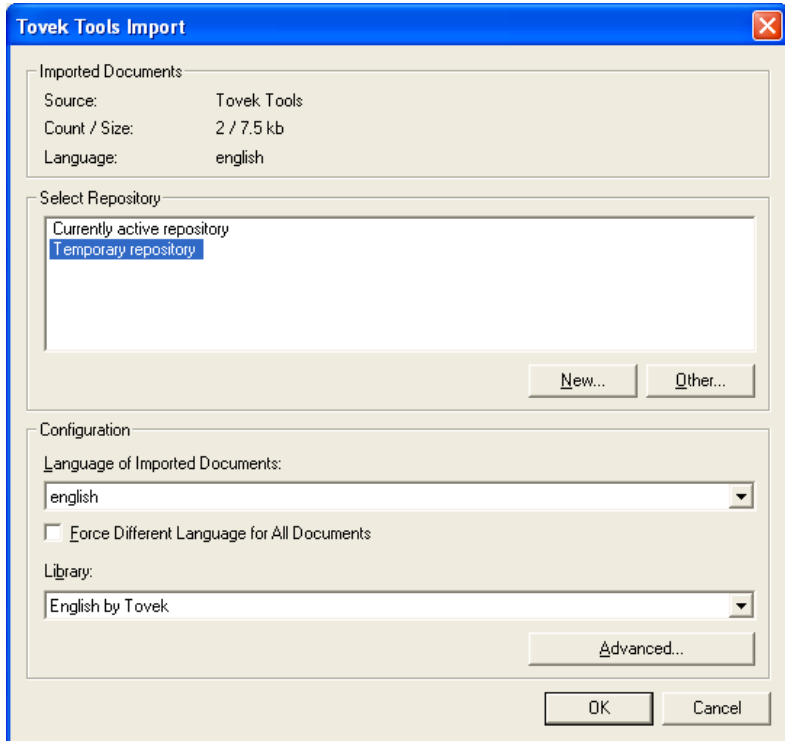 Tovek Tools Import
Imported Documents
Source: Tovek Tools
Count / Size: 2 / 7.5 kb
Language: english
Select Repository
Currently active repository
Temporary repository
New... Other...
Configuration
Language of Imported Documents:
english
Force Different Language for All Documents
Library:
English by Tovek
Advanced...
OK Cancel